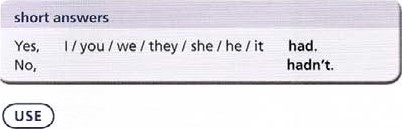 short answers
Yes, I / you / we / they / she / he / it had.
No, hadn't.
USE